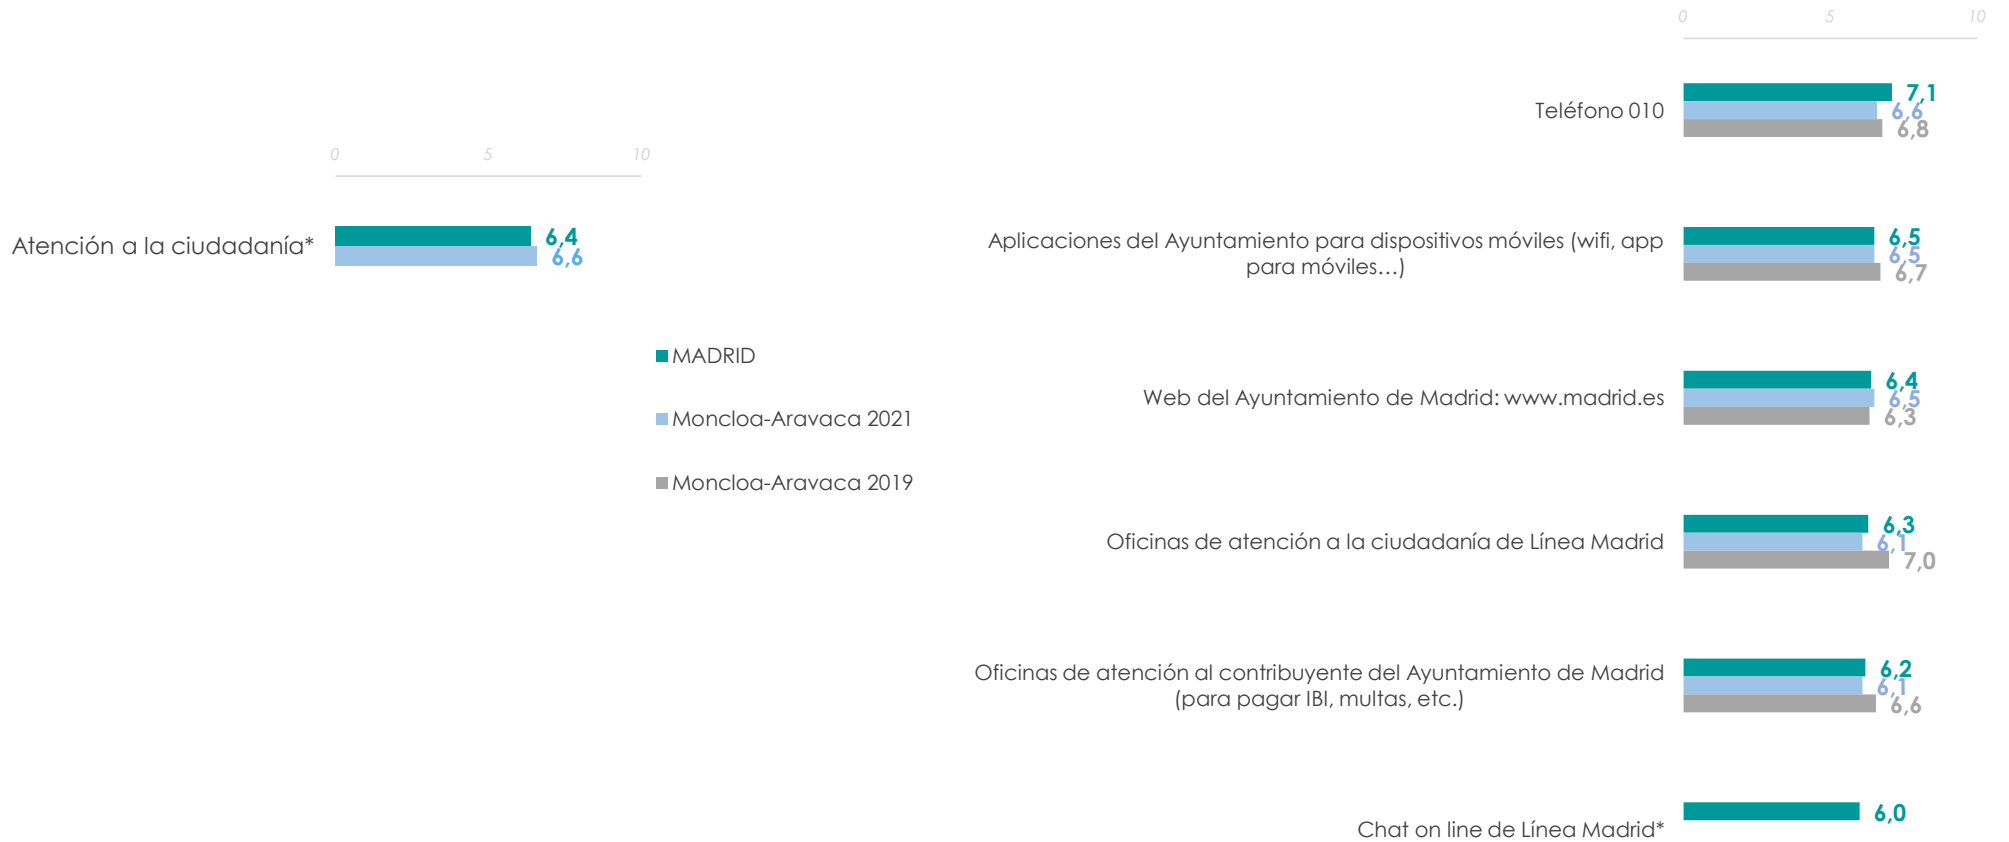 0 5 10
Atención a la ciudadanía*
6,4
6,6
MADRID
Moncloa-Aravaca 2021
Moncloa-Aravaca 2019
0 5 10
Teléfono 010
7,1
6,6
6,8
Aplicaciones del Ayuntamiento para dispositivos móviles (wifi, app
para móviles…)
6,5
6,5
6,7
Web del Ayuntamiento de Madrid: www.madrid.es
6,4
6,5
6,3
Oficinas de atención a la ciudadanía de Línea Madrid
6,3
6,1
7,0
Oficinas de atención al contribuyente del Ayuntamiento de Madrid
(para pagar IBI, multas, etc.)
6,2
6,1
6,6
Chat on line de Línea Madrid*
6,0